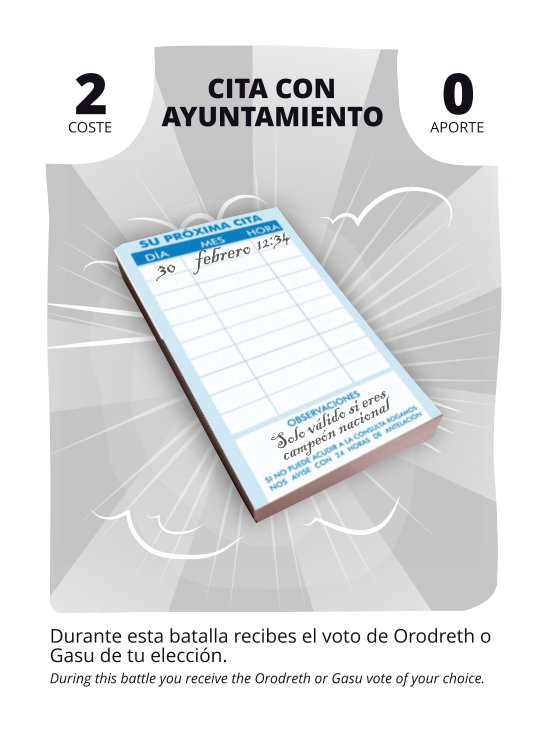 2
COSTE
CITA CON
AYUNTAMIENTO
0
APORTE
SU PRÓXIMA CITA
DÍA MES HORA
30 febrero 12:34
OBSERVACIONES
Solo válido si eres
campeón nacional
SI NO PUEDE ACUDIR A LA CONSULTA ROGAMOS
NOS AVISE CON 24 HORAS DE ANTELACIÓN
Durante esta batalla recibes el voto de Orodreth o
Gasu de tu elección.
During this battle you receive the Orodreth or Gasu vote of your choice.